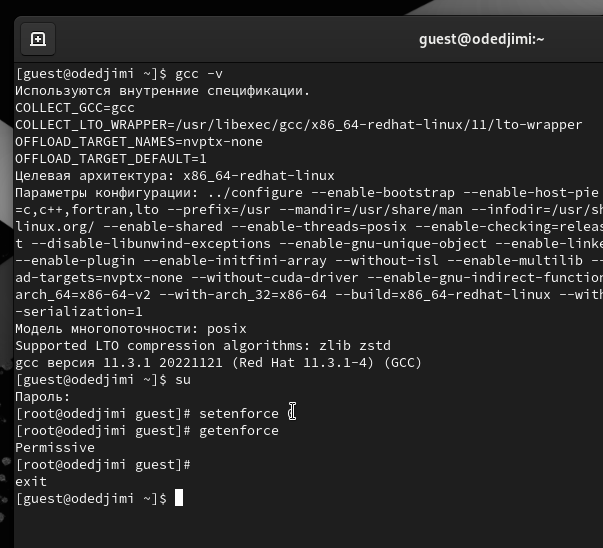 guest@odedjimi:~
[guest@odedjimi ~]$ gcc -v
Используются внутренние спецификации.
COLLECT_GCC=gcc
COLLECT_LTO_WRAPPER=/usr/libexec/gcc/x86_64-redhat-linux/11/lto-wrapper
OFFLOAD_TARGET_NAMES=nvptx-none
OFFLOAD_TARGET_DEFAULT=1
Целевая архитектура: x86_64-redhat-linux
Параметры конфигурации: ../configure --enable-bootstrap --enable-host-pie
=c,c++,fortran,lto --prefix=/usr --mandir=/usr/share/man --infodir=/usr/sh
linux.org/ --enable-shared --enable-threads=posix --enable-checking=releas
t --disable-libunwind-exceptions --enable-gnu-unique-object --enable-linke
--enable-plugin --enable-initfini-array --without-isl --enable-multilib --
ad-targets=nvptx-none --without-cuda-driver --enable-gnu-indirect-function
arch_64=x86-64-v2 --with-arch_32=x86-64 --build=x86_64-redhat-linux --with
-serialization=1
Модель многопоточности: posix
Supported LTO compression algorithms: zlib zstd
gcc версия 11.3.1 20221121 (Red Hat 11.3.1-4) (GCC)
[guest@odedjimi ~]$ su
Пароль:
[root@odedjimi guest]# setenforce
[root@odedjimi guest]# getenforce
Permissive
[root@odedjimi guest]#
exit
[guest@odedjimi ~]$